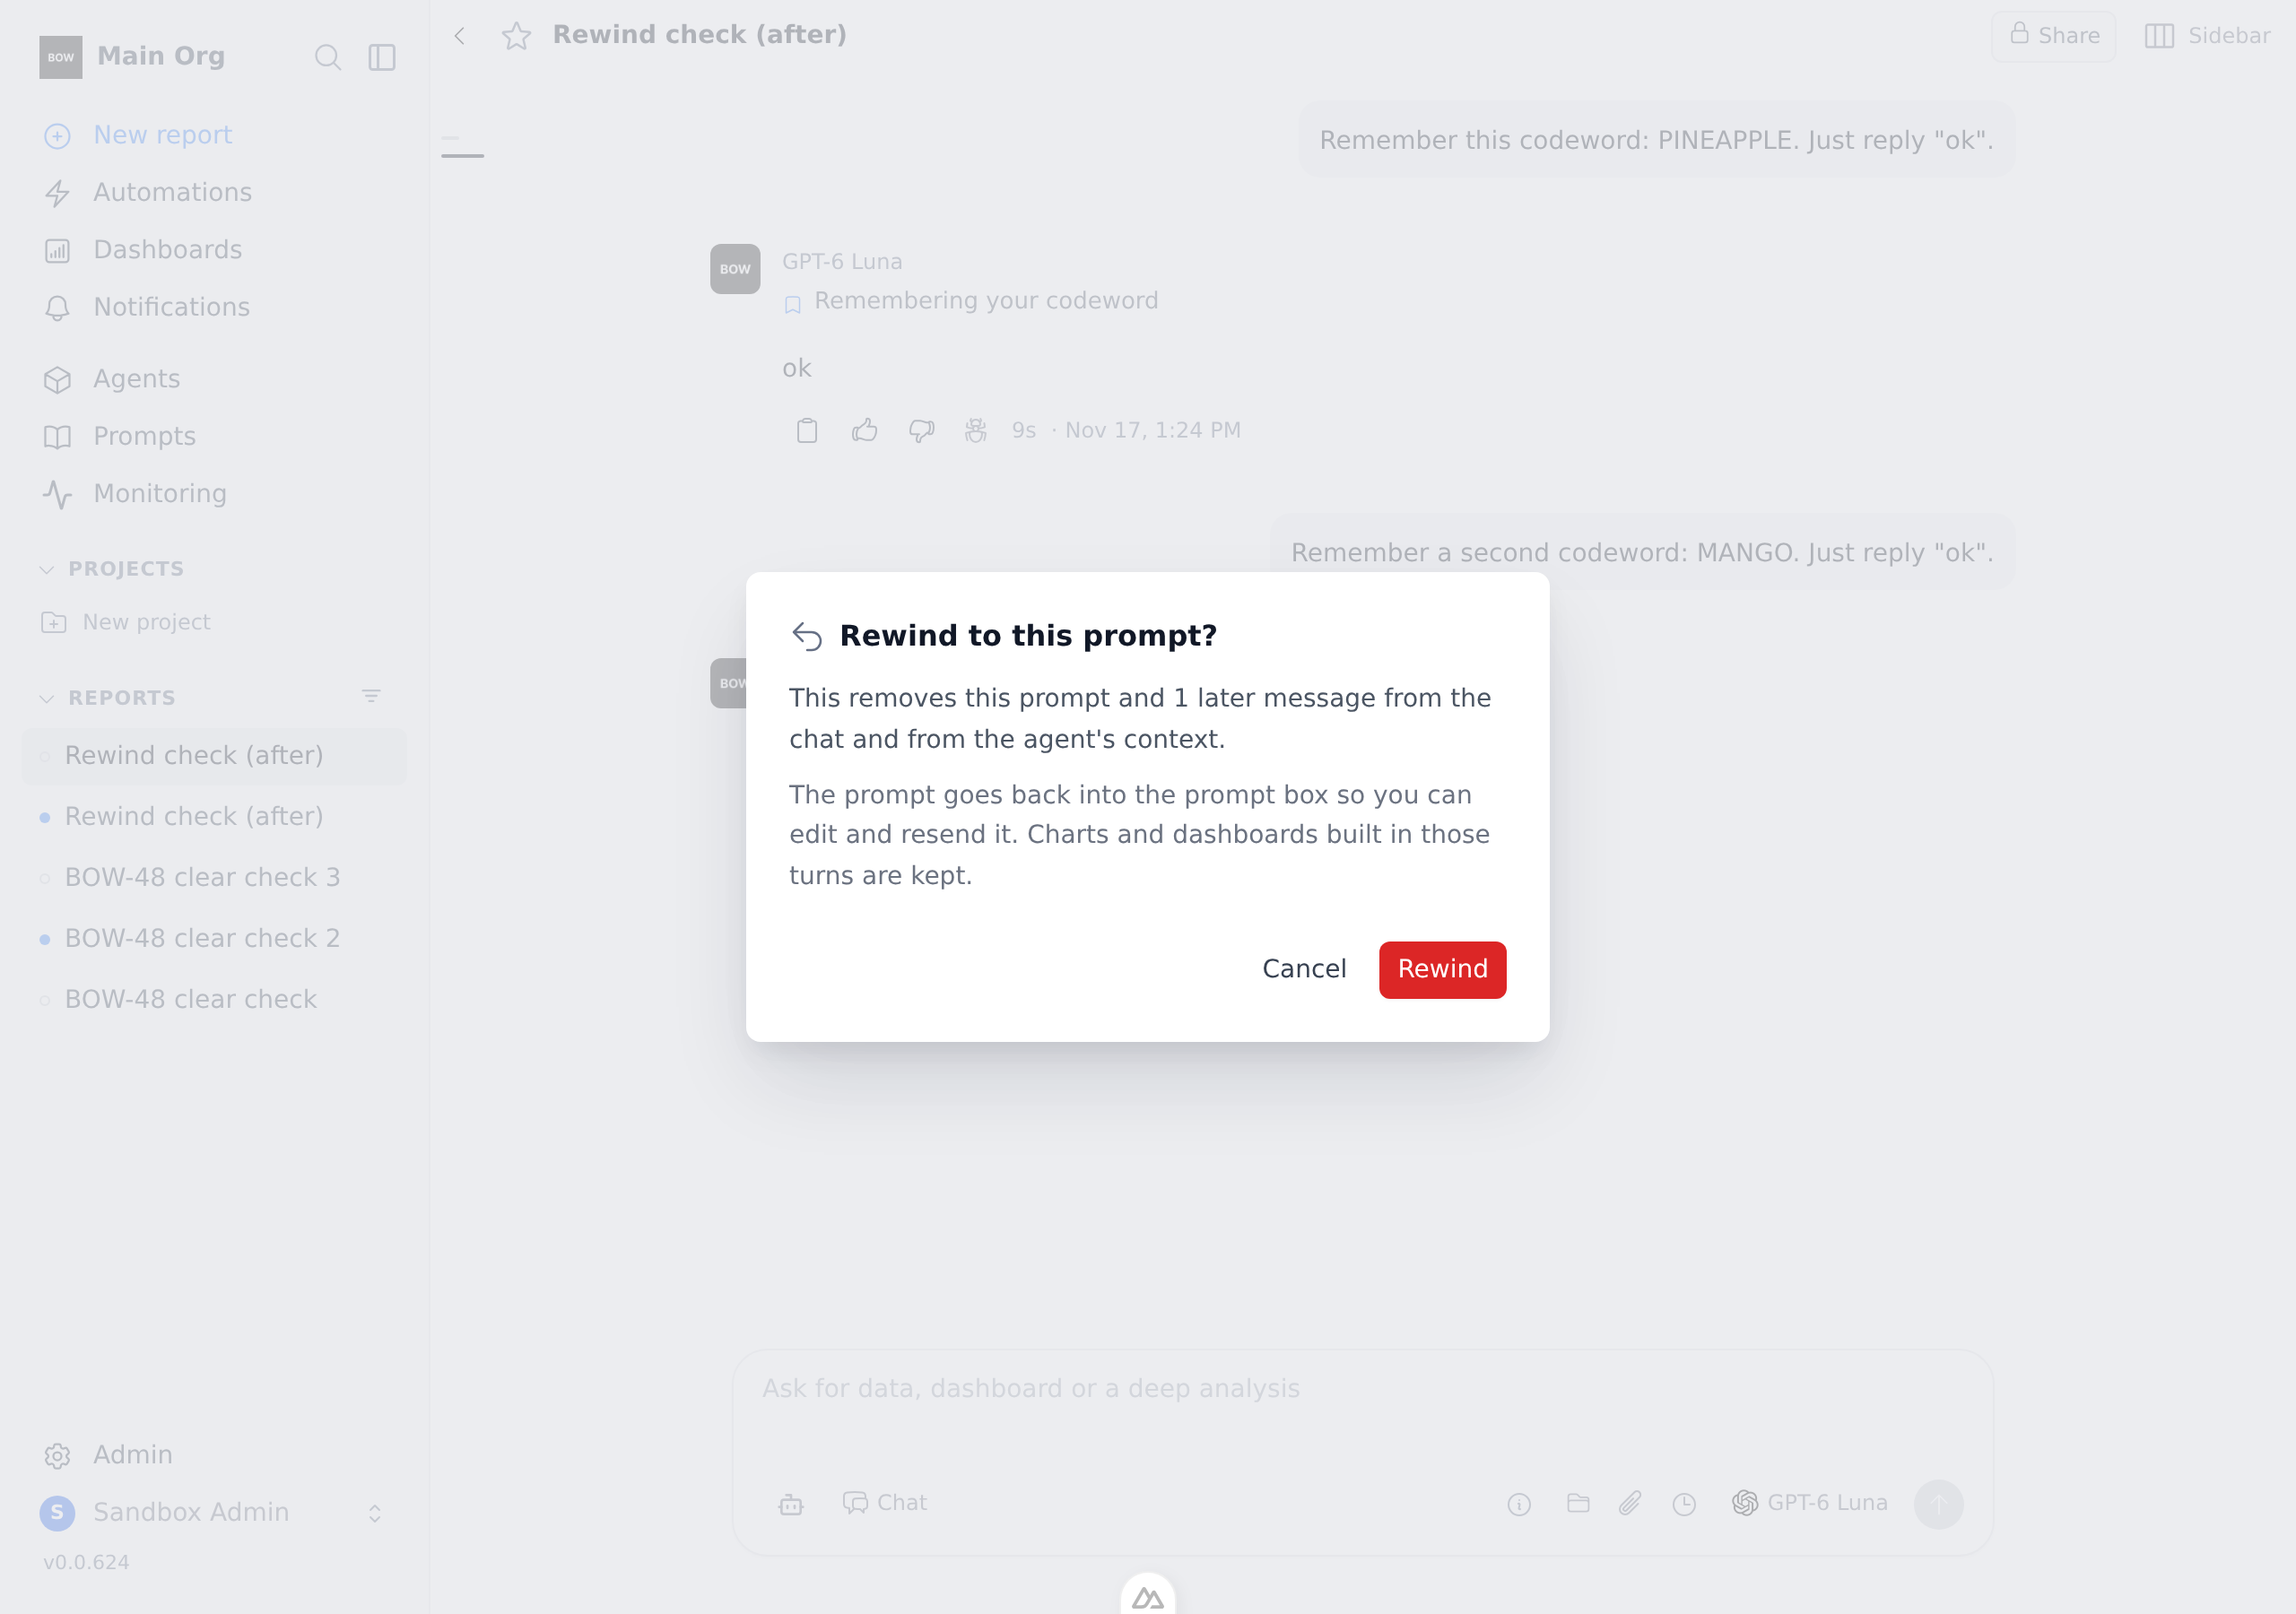 BOW
Main Org
New report
Automations
Dashboards
Notifications
Agents
Prompts
Monitoring
PROJECTS
New project
REPORTS
Rewind check (after)
Rewind check (after)
BOW-48 clear check 3
BOW-48 clear check 2
BOW-48 clear check
Admin
S
Sandbox Admin
v0.0.624
Rewind check (after)
Share
Sidebar
Remember this codeword: PINEAPPLE. Just reply "ok".
BOW
GPT-6 Luna
Remembering your codeword
ok
9s · Nov 17, 1:24 PM
Remember a second codeword: MANGO. Just reply "ok".
BOW
Rewind to this prompt?
This removes this prompt and 1 later message from the
chat and from the agent's context.
The prompt goes back into the prompt box so you can
edit and resend it. Charts and dashboards built in those
turns are kept.
Cancel
Rewind
Ask for data, dashboard or a deep analysis
Chat
GPT-6 Luna